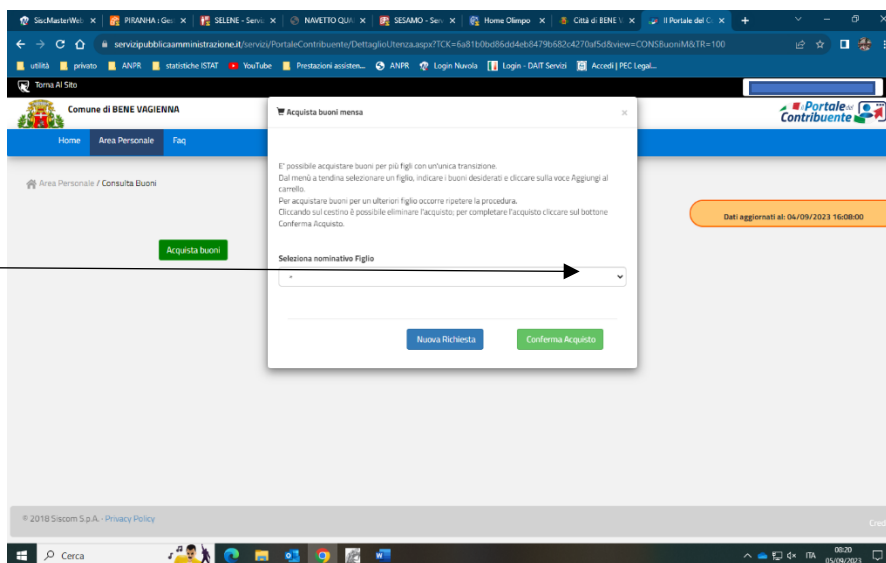 SiscMasterWeb
PIRANHA : Ges
SELENE - Servi
NAVETTO QUA
SESAMO - Serv
Home Olimpo
Città di BENE V
Il Portale del C
servizipubblicaamministrazione.it/servizi/PortaleContribuente/DettaglioUtenza.aspx?TCK=6a81b0bd86dd4eb8479b682c4270af5d&view=CONSBuoniM&TR=100
utilità
privato
ANPR
statistiche ISTAT
YouTube
Prestazioni assisten...
ANPR
Login Nuvola
Login - DAIT Servizi
Accedi | PEC Legal...
Torna Al Sito
Comune di BENE VAGIENNA
il Portale del
Contribuente
Home
Area Personale
Faq
Area Personale / Consulta Buoni
Dati aggiornati al: 04/09/2023 16:08:00
Acquista buoni
Acquista buoni mensa
×
E' possibile acquistare buoni per più figli con un'unica transizione.
Dal menù a tendina selezionare un figlio, indicare i buoni desiderati e cliccare sulla voce Aggiungi al
carrello.
Per acquistare buoni per un ulteriori figlio occorre ripetere la procedura.
Cliccando sul cestino è possibile eliminare l'acquisto; per completare l'acquisto cliccare sul bottone
Conferma Acquisto.
Seleziona nominativo Figlio
-
Nuova Richiesta
Conferma Acquisto
© 2018 Siscom S.p.A. - Privacy Policy
Cred
Cerca
ITA
08:20
05/09/2023